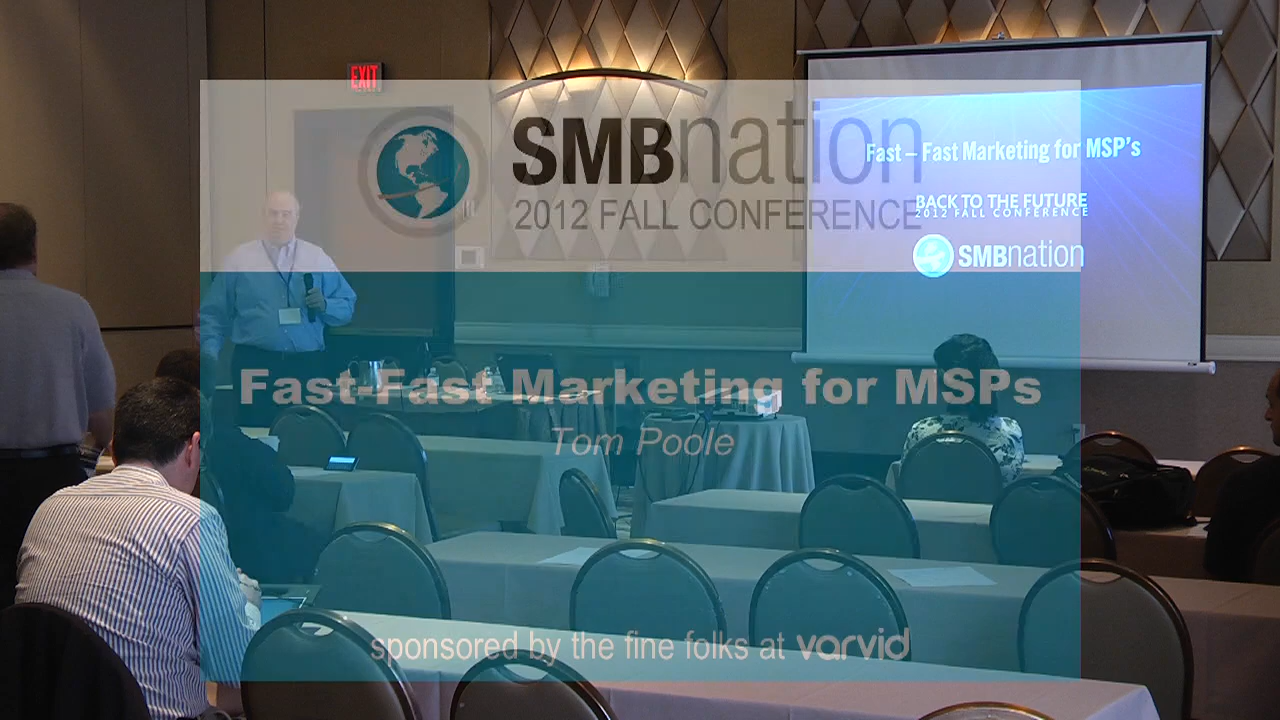 EXIT
SMBnation
2012 FALL CONFERENCE
Fast – Fast Marketing for MSP's
BACK TO THE FUTURE
2012 FALL CONFERENCE
SMBnation
Fast-Fast Marketing for MSPs
Tom Poole
sponsored by the fine folks at varvid